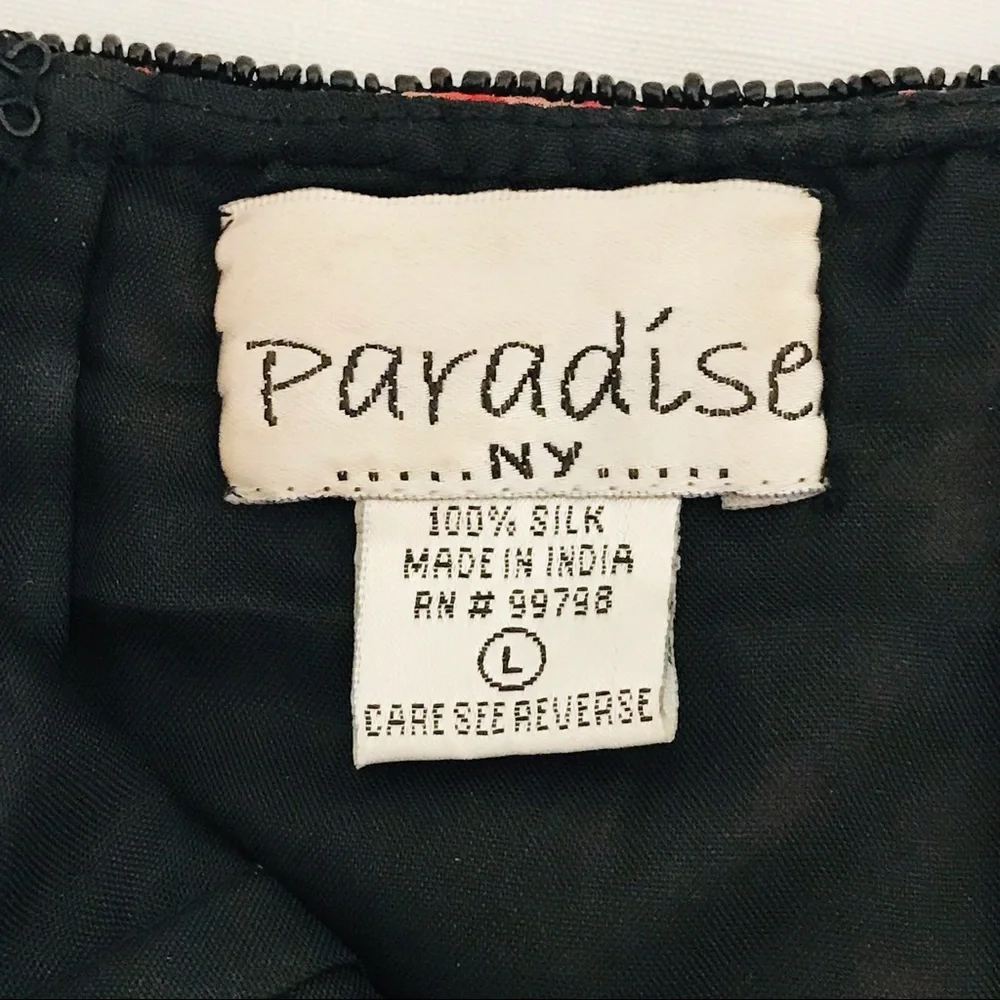 Paradise
.....NY.....
100% SILK
MADE IN INDIA
RN # 99798
L
CARE SEE REVERSE